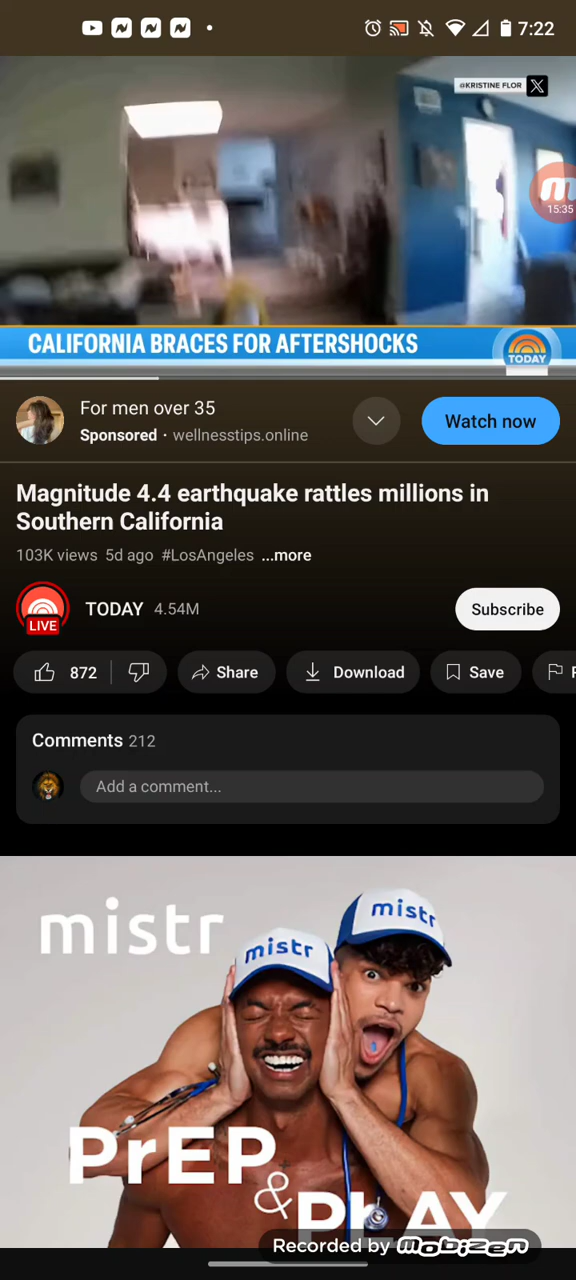 7:22
@KRISTINE FLOR X
15:35
CALIFORNIA BRACES FOR AFTERSHOCKS
TODAY
For men over 35
Sponsored · wellnesstips.online
Watch now
Magnitude 4.4 earthquake rattles millions in
Southern California
103K views 5d ago #LosAngeles ...more
LIVE
TODAY 4.54M
Subscribe
872
Share
Download
Save
Comments 212
Add a comment...
mistr
mistr
mistr
PrEP
&
PLAY
Recorded by mobizen